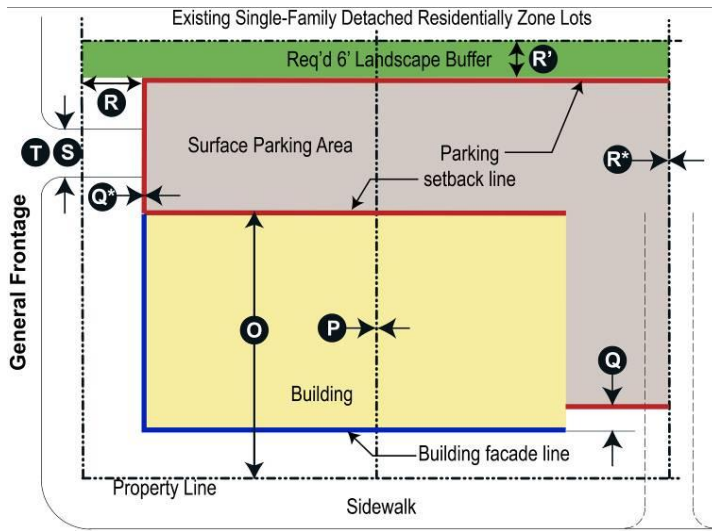 Existing Single-Family Detached Residentially Zone Lots
Req'd 6' Landscape Buffer
R'
R
T
S
Surface Parking Area
Parking
setback line
R*
Q*
General Frontage
O
P
Q
Building
Building facade line
Property Line
Sidewalk